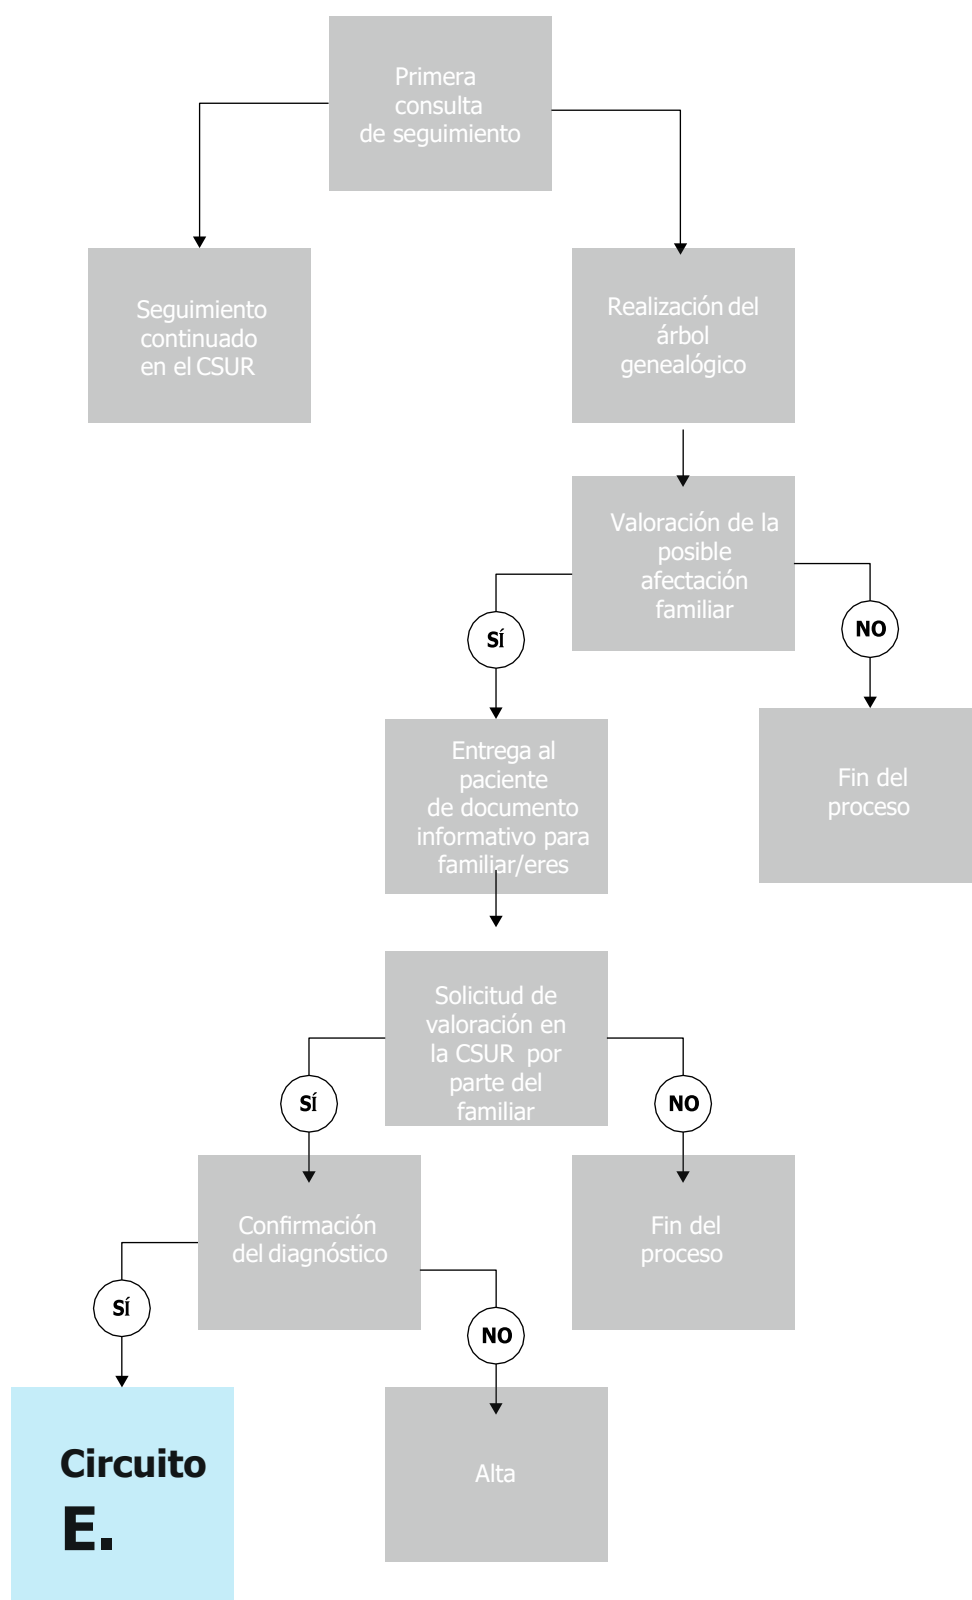 Primera
consulta
de seguimiento
Seguimiento
continuado
en el CSUR
Realización del
árbol
genealógico
Valoración de la
posible
afectación
familiar
SÍ
NO
Entrega al
paciente
de documento
informativo para
familiar/eres
Fin del
proceso
Solicitud de
valoración en
la CSUR por
parte del
familiar
SÍ
NO
Confirmación
del diagnóstico
Fin del
proceso
SÍ
NO
Circuito
E.
Alta